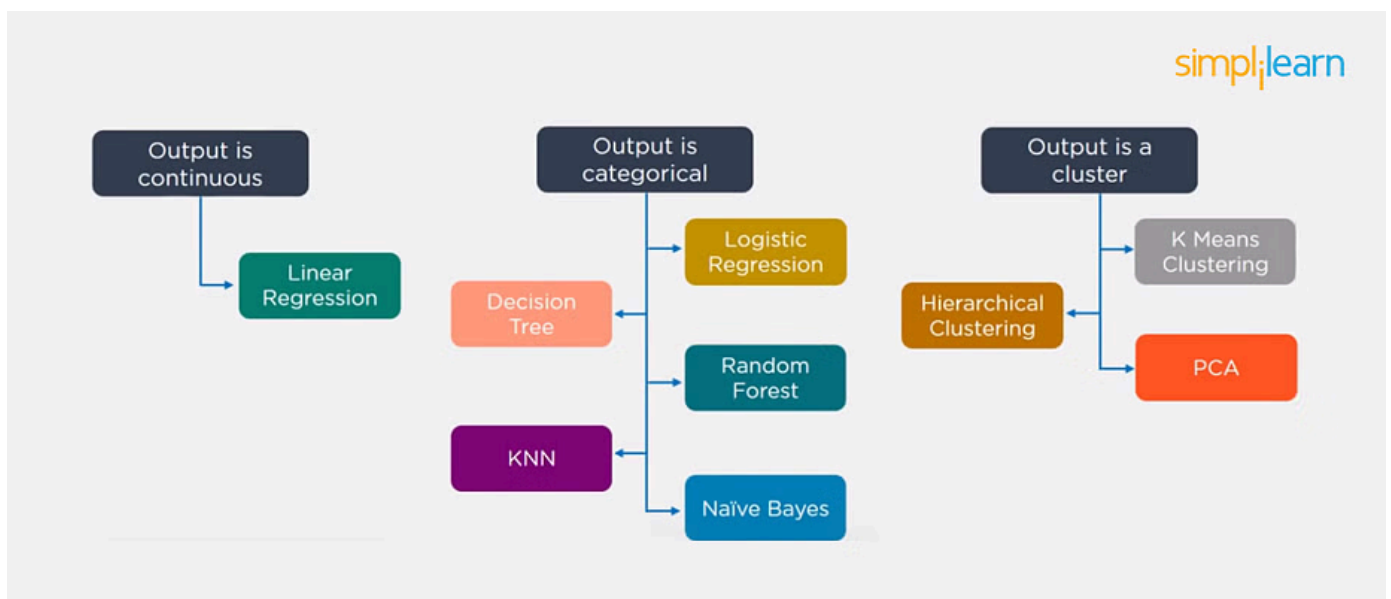 simplilearn
Output is
continuous
Linear
Regression
Output is
categorical
Logistic
Regression
Decision
Tree
Random
Forest
KNN
Naïve Bayes
Output is a
cluster
K Means
Clustering
Hierarchical
Clustering
PCA